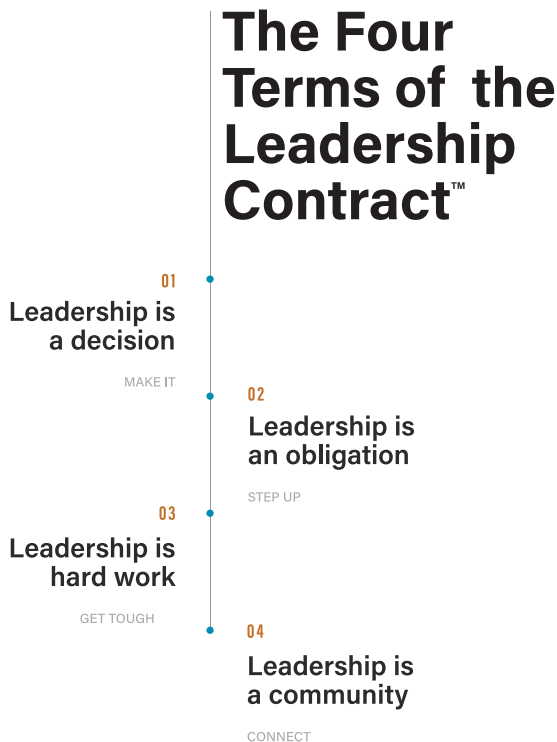 The Four
Terms of the
Leadership
Contract™
01
Leadership is
a decision
MAKE IT
02
Leadership is
an obligation
STEP UP
03
Leadership is
hard work
GET TOUGH
04
Leadership is
a community
CONNECT